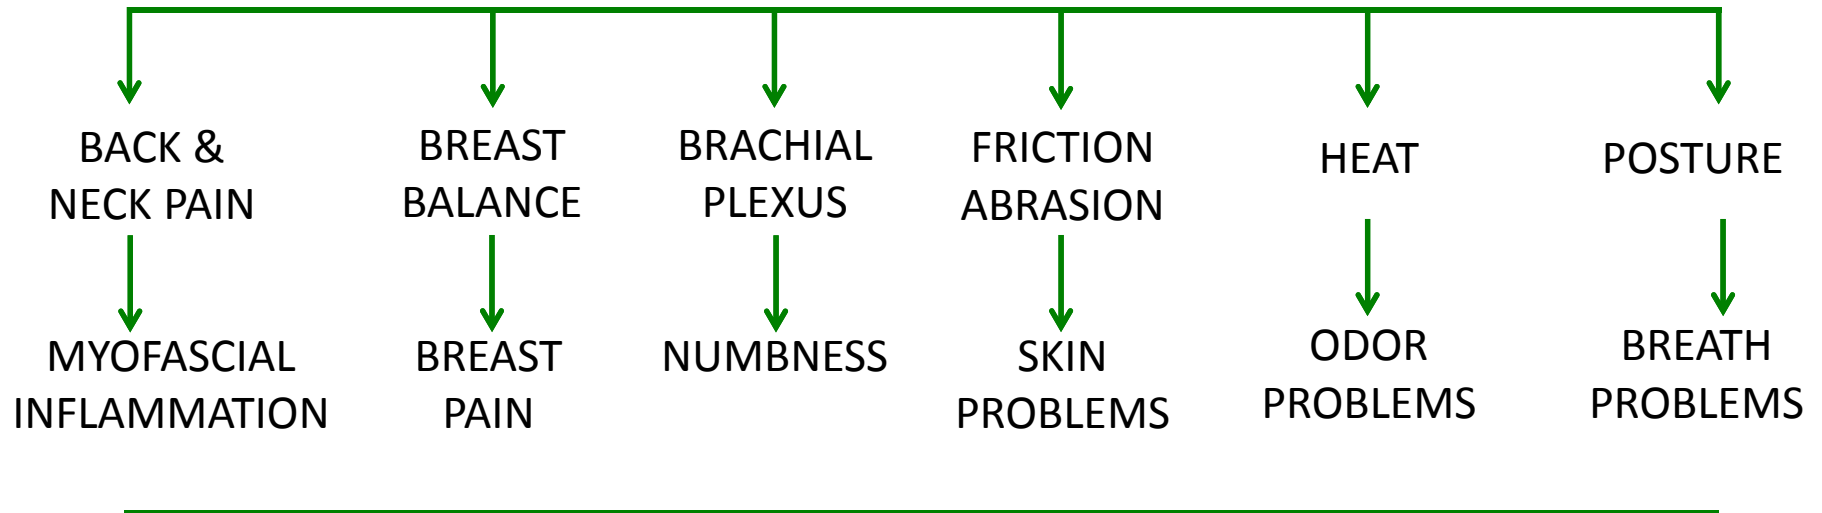 BACK &
NECK PAIN
BREAST
BALANCE
BRACHIAL
PLEXUS
FRICTION
ABRASION
HEAT
POSTURE
MYOFASCIAL
INFLAMMATION
BREAST
PAIN
NUMBNESS
SKIN
PROBLEMS
ODOR
PROBLEMS
BREATH
PROBLEMS